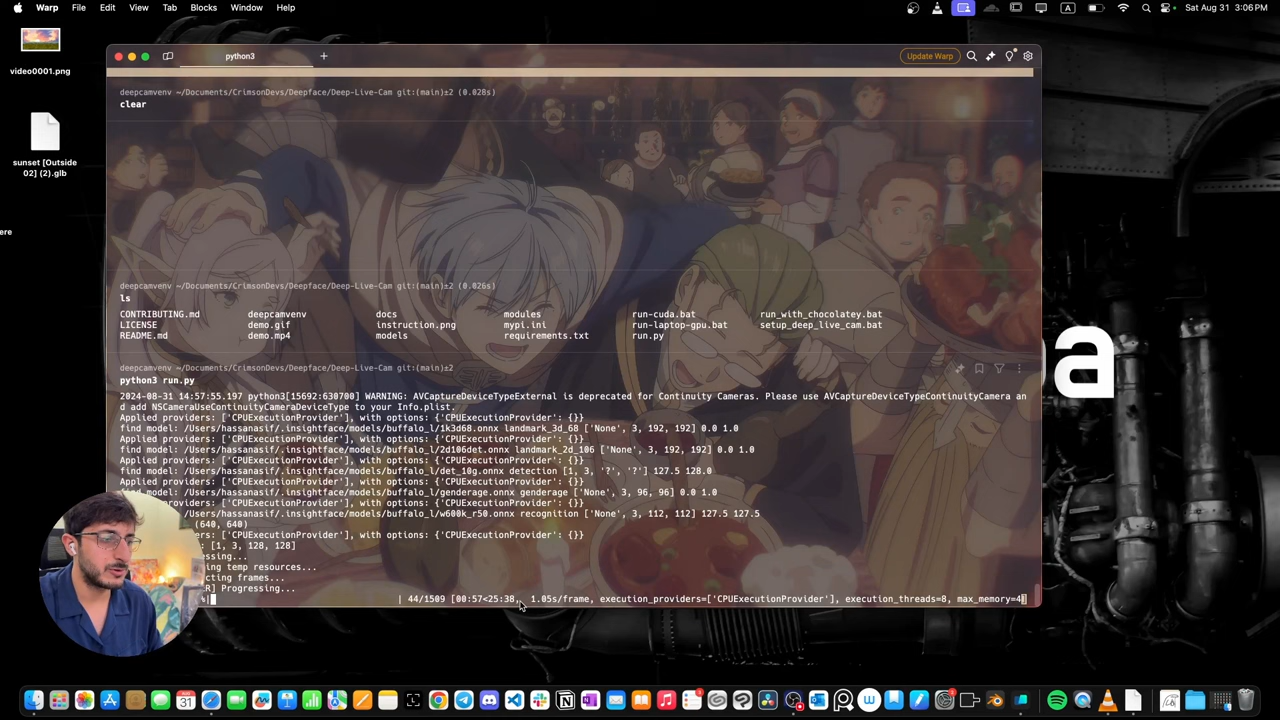 Warp File Edit View Tab Blocks Window Help
A
Sat Aug 31 3:06 PM
video0001.png
sunset [Outside
02] (2).glb
ere
python3
Update Warp
deepcamvenv ~/Documents/CrimsonDevs/Deepface/Deep-Live-Cam git:(main)±2 (0.028s)
clear
deepcamvenv ~/Documents/CrimsonDevs/Deepface/Deep-Live-Cam git:(main)±2 (0.026s)
ls
CONTRIBUTING.md deepcamvenv docs modules run-cuda.bat run_with_chocolatey.bat
LICENSE demo.gif instruction.png mypi.ini run-laptop-gpu.bat setup_deep_live_cam.bat
README.md demo.mp4 models requirements.txt run.py
deepcamvenv ~/Documents/CrimsonDevs/Deepface/Deep-Live-Cam git:(main)±2
python3 run.py
2024-08-31 14:57:55.197 python3[15692:630700] WARNING: AVCaptureDeviceTypeExternal is deprecated for Continuity Cameras. Please use AVCaptureDeviceTypeContinuityCamera an
d add NSCameraUseContinuityCameraDeviceType to your Info.plist.
Applied providers: ['CPUExecutionProvider'], with options: {'CPUExecutionProvider': {}}
find model: /Users/hassanasif/.insightface/models/buffalo_l/1k3d68.onnx landmark_3d_68 ['None', 3, 192, 192] 0.0 1.0
Applied providers: ['CPUExecutionProvider'], with options: {'CPUExecutionProvider': {}}
find model: /Users/hassanasif/.insightface/models/buffalo_l/2d106det.onnx landmark_2d_106 ['None', 3, 192, 192] 0.0 1.0
Applied providers: ['CPUExecutionProvider'], with options: {'CPUExecutionProvider': {}}
find model: /Users/hassanasif/.insightface/models/buffalo_l/det_10g.onnx detection [1, 3, '?', '?'] 127.5 128.0
Applied providers: ['CPUExecutionProvider'], with options: {'CPUExecutionProvider': {}}
find model: /Users/hassanasif/.insightface/models/buffalo_l/genderage.onnx genderage ['None', 3, 96, 96] 0.0 1.0
providers: ['CPUExecutionProvider'], with options: {'CPUExecutionProvider': {}}
/Users/hassanasif/.insightface/models/buffalo_l/w600k_r50.onnx recognition ['None', 3, 112, 112] 127.5 127.5
(640, 640)
ers: ['CPUExecutionProvider'], with options: {'CPUExecutionProvider': {}}
: [1, 3, 128, 128]
essing...
ing temp resources...
cting frames...
R] Progressing...
| 44/1509 [00:57<25:38, 1.05s/frame, execution_providers=['CPUExecutionProvider'], execution_threads=8, max_memory=4
a